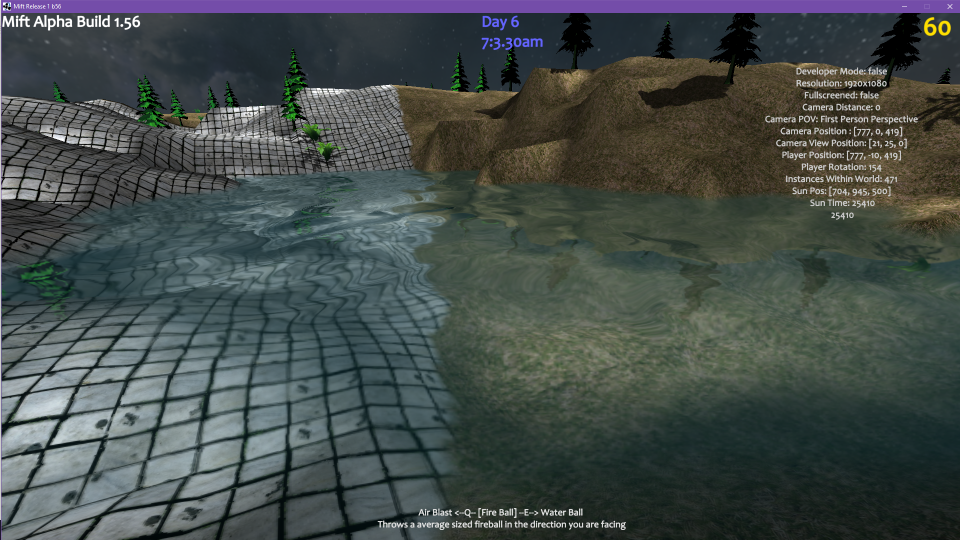 Mift Release 1 b56
Mift Alpha Build 1.56
Day 6
7:3.30am
60
Developer Mode: false
Resolution: 1920x1080
Fullscreened: false
Camera Distance: 0
Camera POV: First Person Perspective
Camera Position : [777, 0, 419]
Camera View Position: [21, 25, 0]
Player Position: [777, -10, 419]
Player Rotation: 154
Instances Within World: 471
Sun Pos: [704, 945, 500]
Sun Time: 25410
25410
Air Blast <--Q-- [Fire Ball] --E--> Water Ball
Throws a average sized fireball in the direction you are facing